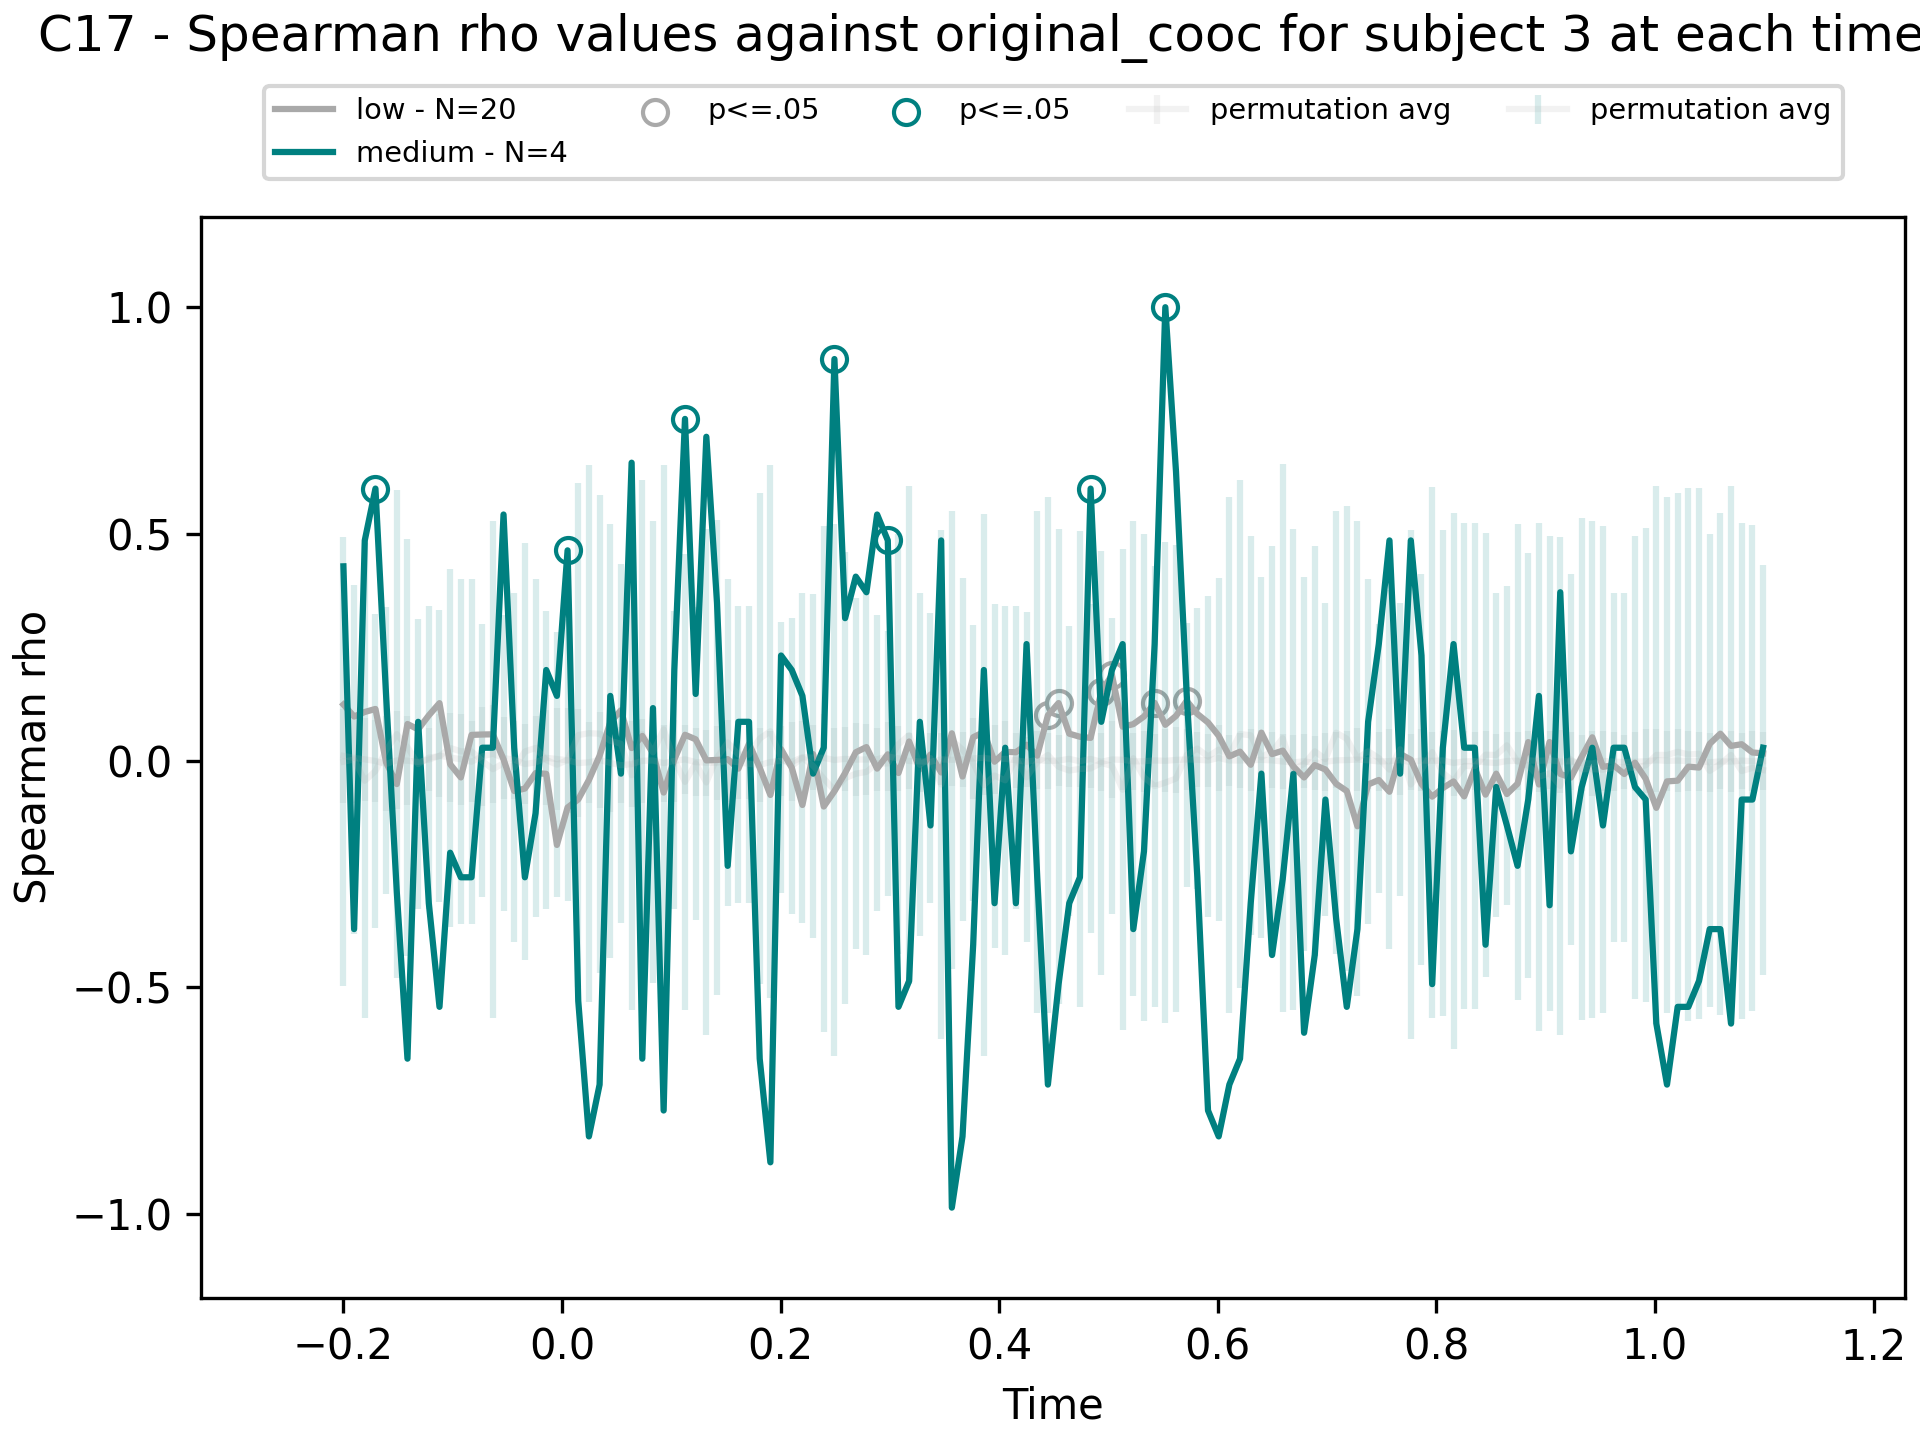 C17 - Spearman rho values against original_cooc for subject 3 at each time
low - N=20 p<=.05 p<=.05 permutation avg permutation avg
medium - N=4
1.0
0.5
0.0
−0.5
−1.0
Spearman rho
−0.2 0.0 0.2 0.4 0.6 0.8 1.0 1.2
Time